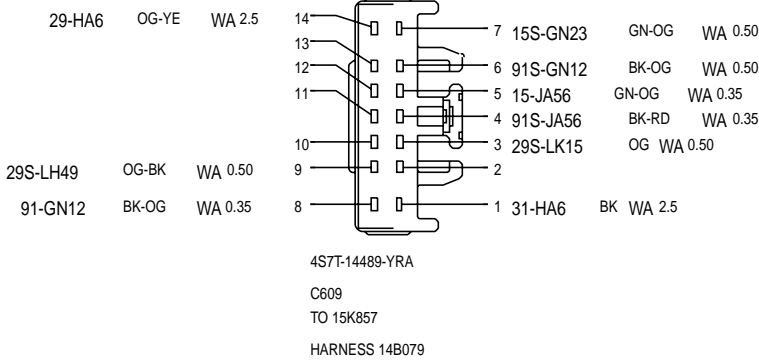 29-HA6 OG-YE WA 2.5 14
7 15S-GN23 GN-OG WA 0.50
13
6 91S-GN12 BK-OG WA 0.50
12
5 15-JA56 GN-OG WA 0.35
11
4 91S-JA56 BK-RD WA 0.35
10
3 29S-LK15 OG WA 0.50
29S-LH49 OG-BK WA 0.50 9
2
91-GN12 BK-OG WA 0.35 8
1 31-HA6 BK WA 2.5
4S7T-14489-YRA
C609
TO 15K857
HARNESS 14B079